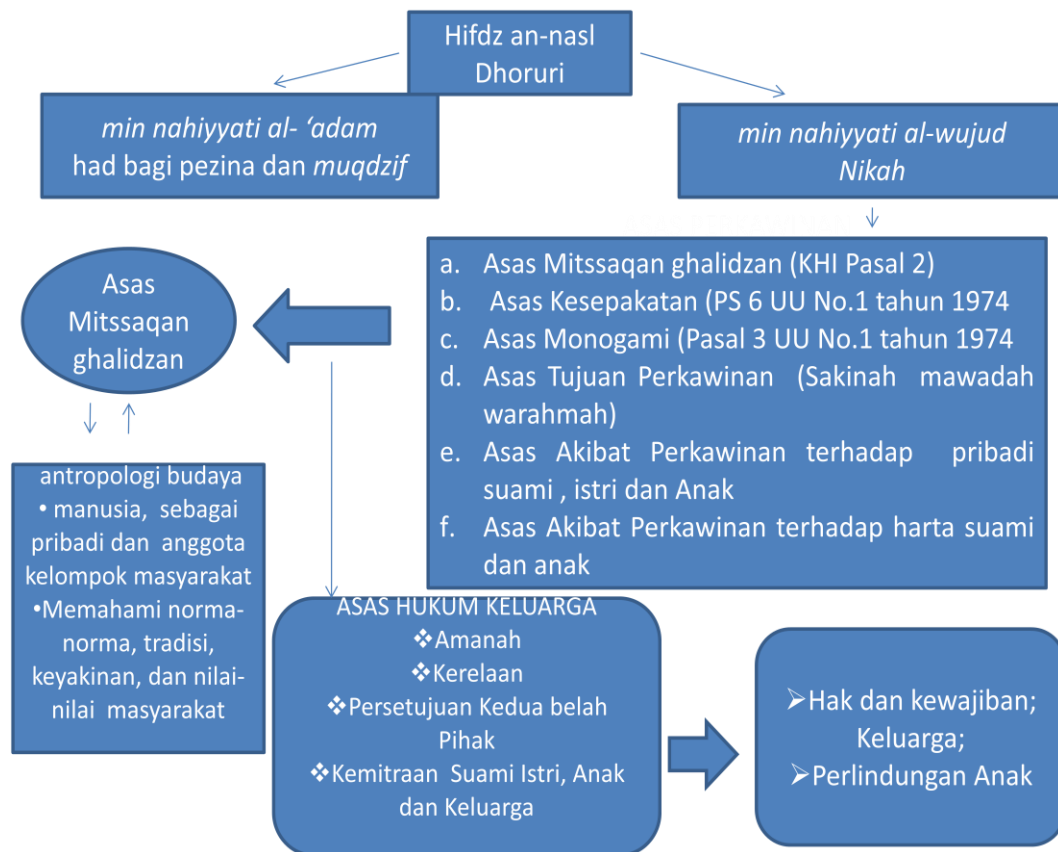 Hifdz an-nasl
Dhoruri
min nahiyyati al- ‘adam
had bagi pezina dan muqdzif
min nahiyyati al-wujud
Nikah
Asas
Mitssaqan
ghalidzan
a. Asas Mitssaqan ghalidzan (KHI Pasal 2)
b. Asas Kesepakatan (PS 6 UU No.1 tahun 1974
c. Asas Monogami (Pasal 3 UU No.1 tahun 1974
d. Asas Tujuan Perkawinan (Sakinah mawadah
warahmah)
e. Asas Akibat Perkawinan terhadap pribadi
suami , istri dan Anak
f. Asas Akibat Perkawinan terhadap harta suami
dan anak
antropologi budaya
• manusia, sebagai
pribadi dan anggota
kelompok masyarakat
•Memahami norma-
norma, tradisi,
keyakinan, dan nilai-
nilai masyarakat
ASAS HUKUM KELUARGA
❖Amanah
❖Kerelaan
❖Persetujuan Kedua belah
Pihak
❖Kemitraan Suami Istri, Anak
dan Keluarga
➢Hak dan kewajiban;
Keluarga;
➢Perlindungan Anak